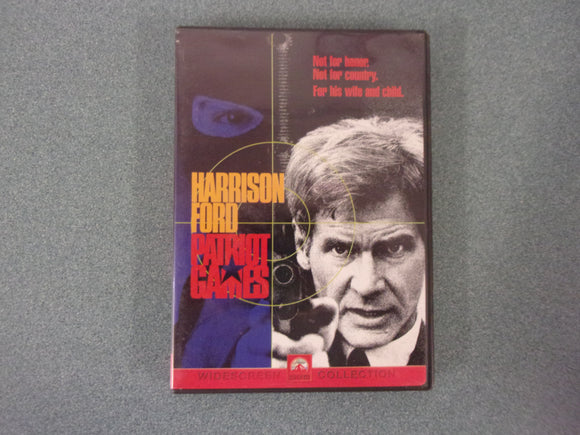 Not for honor.
Not for country.
For his wife and child.
HARRISON
FORD
PATRIOT
GAMES
WIDESCREEN COLLECTION